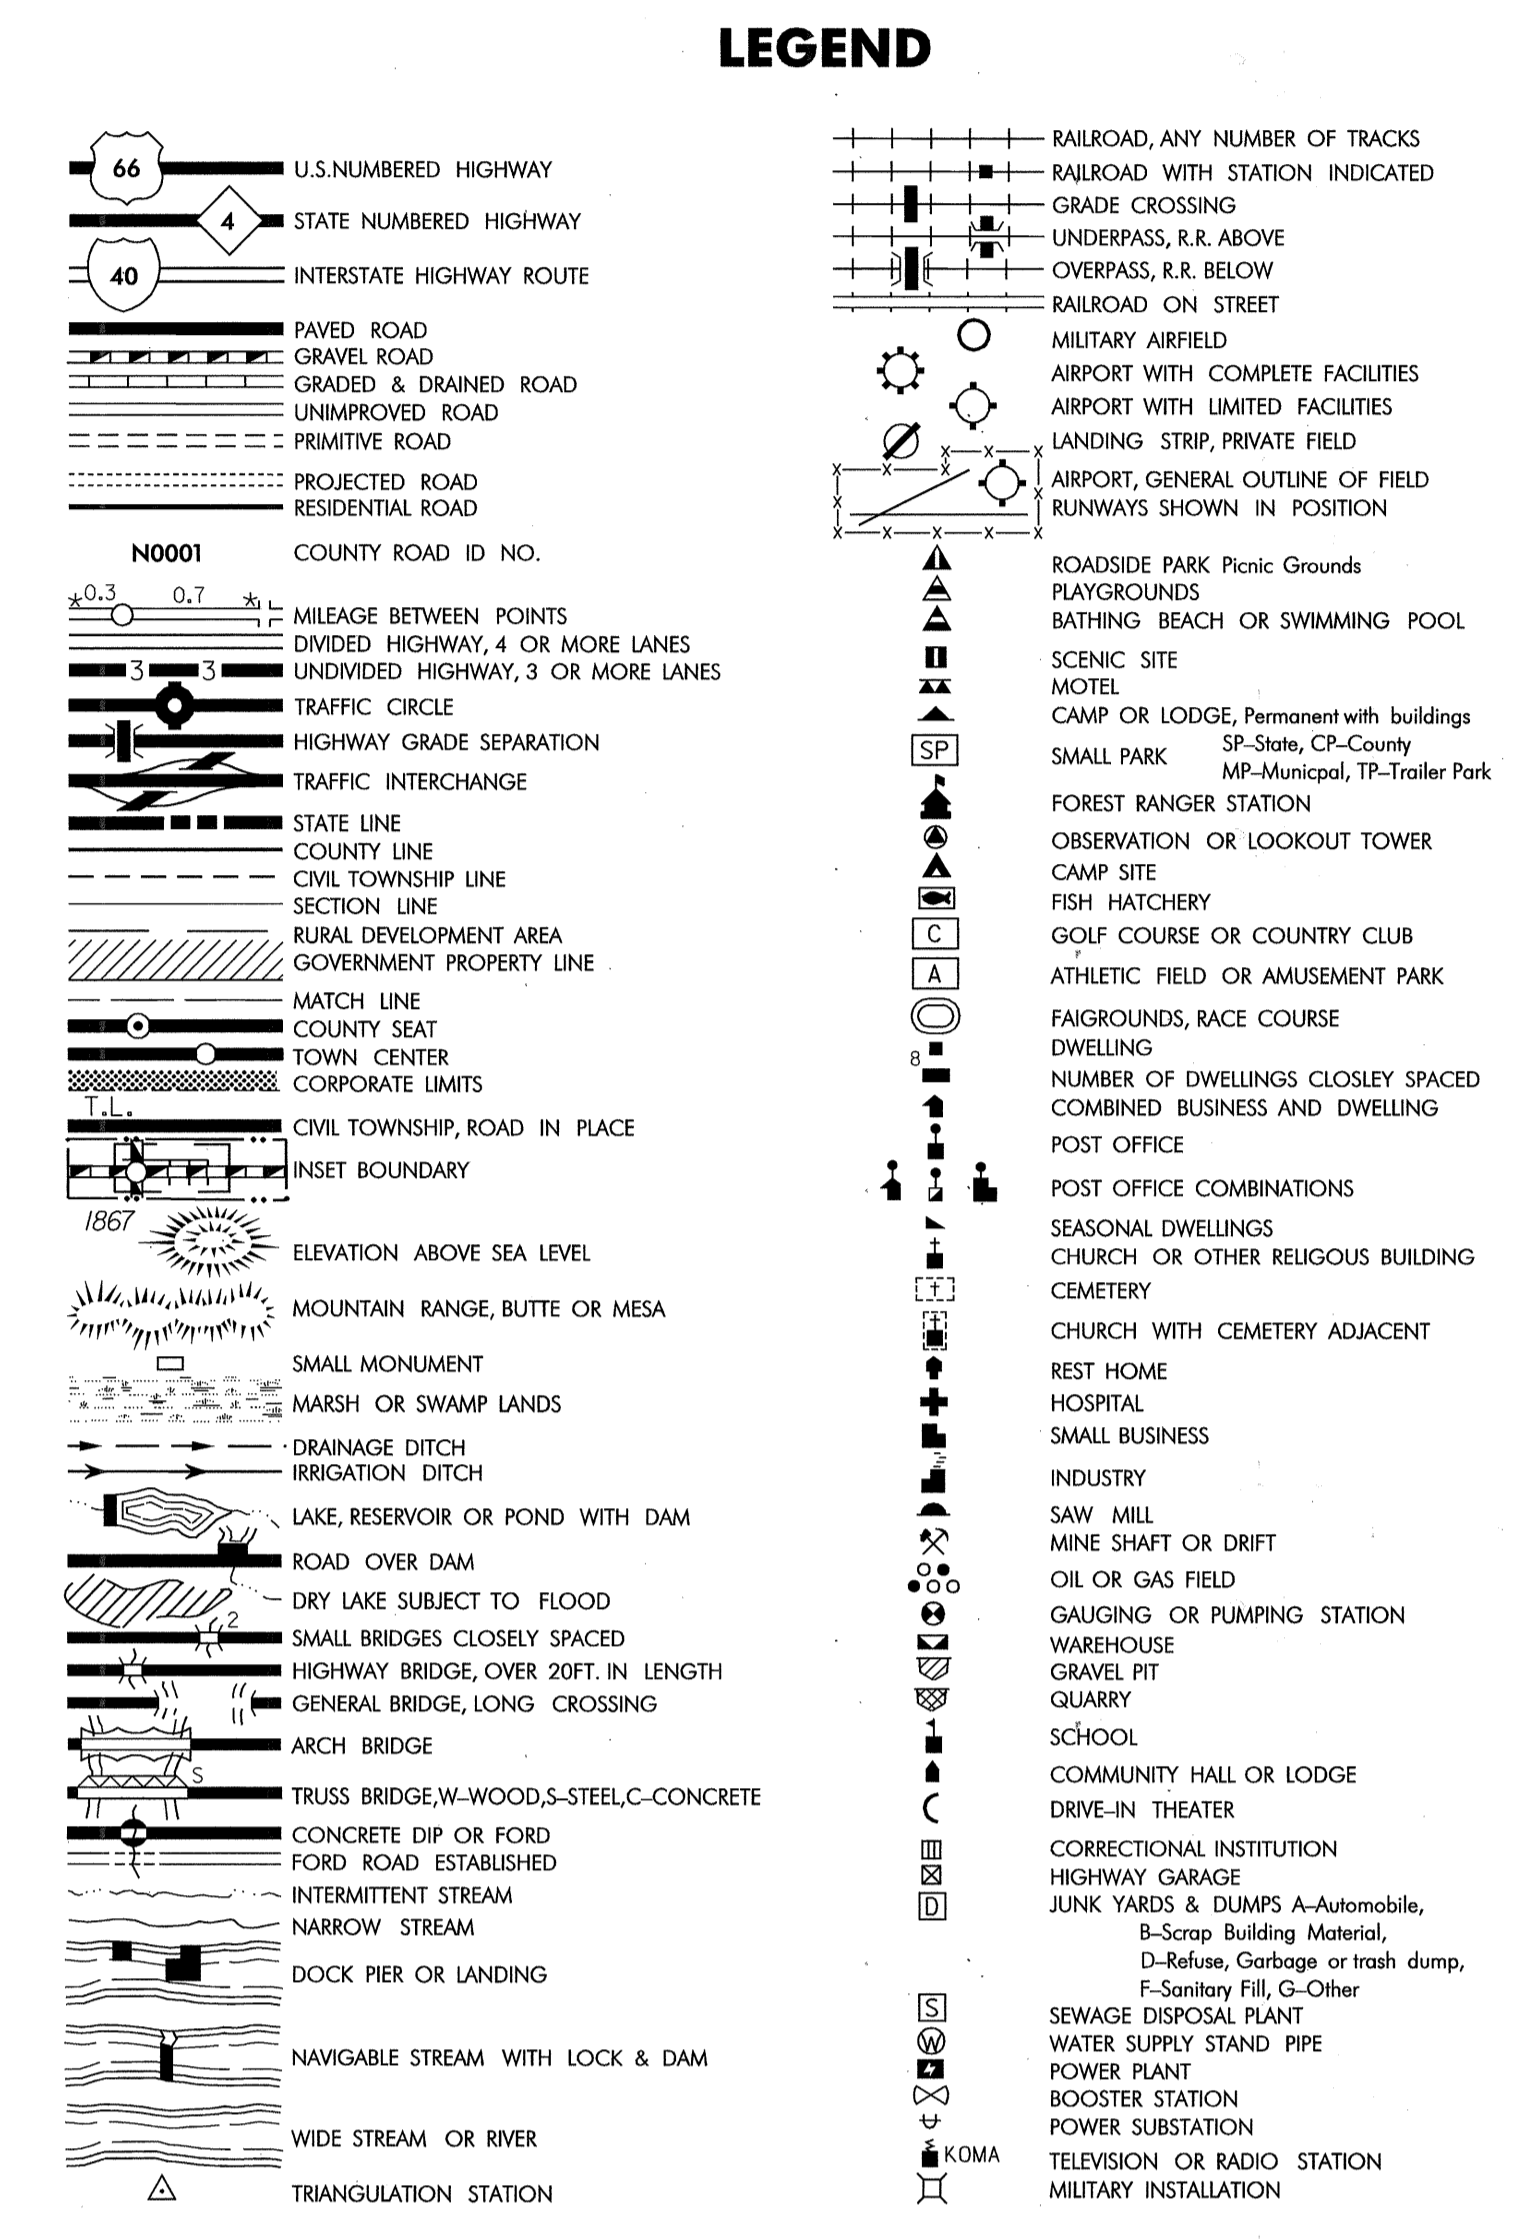 LEGEND
66 U.S.NUMBERED HIGHWAY
4 STATE NUMBERED HIGHWAY
40 INTERSTATE HIGHWAY ROUTE
PAVED ROAD
GRAVEL ROAD
GRADED & DRAINED ROAD
UNIMPROVED ROAD
PRIMITIVE ROAD
PROJECTED ROAD
RESIDENTIAL ROAD
N0001 COUNTY ROAD ID NO.
*0.3 0.7 *
MILEAGE BETWEEN POINTS
DIVIDED HIGHWAY, 4 OR MORE LANES
3 3 UNDIVIDED HIGHWAY, 3 OR MORE LANES
TRAFFIC CIRCLE
HIGHWAY GRADE SEPARATION
TRAFFIC INTERCHANGE
STATE LINE
COUNTY LINE
CIVIL TOWNSHIP LINE
SECTION LINE
RURAL DEVELOPMENT AREA
GOVERNMENT PROPERTY LINE
MATCH LINE
COUNTY SEAT
TOWN CENTER
CORPORATE LIMITS
T.L.
CIVIL TOWNSHIP, ROAD IN PLACE
INSET BOUNDARY
1867
ELEVATION ABOVE SEA LEVEL
MOUNTAIN RANGE, BUTTE OR MESA
SMALL MONUMENT
MARSH OR SWAMP LANDS
DRAINAGE DITCH
IRRIGATION DITCH
LAKE, RESERVOIR OR POND WITH DAM
ROAD OVER DAM
DRY LAKE SUBJECT TO FLOOD
2
SMALL BRIDGES CLOSELY SPACED
HIGHWAY BRIDGE, OVER 20FT. IN LENGTH
GENERAL BRIDGE, LONG CROSSING
ARCH BRIDGE
S
TRUSS BRIDGE,W–WOOD,S–STEEL,C–CONCRETE
CONCRETE DIP OR FORD
FORD ROAD ESTABLISHED
INTERMITTENT STREAM
NARROW STREAM
DOCK PIER OR LANDING
NAVIGABLE STREAM WITH LOCK & DAM
WIDE STREAM OR RIVER
TRIANGULATION STATION
RAILROAD, ANY NUMBER OF TRACKS
RAILROAD WITH STATION INDICATED
GRADE CROSSING
UNDERPASS, R.R. ABOVE
OVERPASS, R.R. BELOW
RAILROAD ON STREET
MILITARY AIRFIELD
AIRPORT WITH COMPLETE FACILITIES
AIRPORT WITH LIMITED FACILITIES
LANDING STRIP, PRIVATE FIELD
AIRPORT, GENERAL OUTLINE OF FIELD
RUNWAYS SHOWN IN POSITION
ROADSIDE PARK Picnic Grounds
PLAYGROUNDS
BATHING BEACH OR SWIMMING POOL
SCENIC SITE
MOTEL
CAMP OR LODGE, Permanent with buildings
SP SMALL PARK SP–State, CP–County
MP–Municpal, TP–Trailer Park
FOREST RANGER STATION
OBSERVATION OR LOOKOUT TOWER
CAMP SITE
FISH HATCHERY
C GOLF COURSE OR COUNTRY CLUB
A ATHLETIC FIELD OR AMUSEMENT PARK
FAIGROUNDS, RACE COURSE
DWELLING
8
NUMBER OF DWELLINGS CLOSLEY SPACED
COMBINED BUSINESS AND DWELLING
POST OFFICE
POST OFFICE COMBINATIONS
SEASONAL DWELLINGS
CHURCH OR OTHER RELIGOUS BUILDING
CEMETERY
CHURCH WITH CEMETERY ADJACENT
REST HOME
HOSPITAL
SMALL BUSINESS
INDUSTRY
SAW MILL
MINE SHAFT OR DRIFT
OIL OR GAS FIELD
GAUGING OR PUMPING STATION
WAREHOUSE
GRAVEL PIT
QUARRY
SCHOOL
COMMUNITY HALL OR LODGE
DRIVE–IN THEATER
CORRECTIONAL INSTITUTION
HIGHWAY GARAGE
D JUNK YARDS & DUMPS A–Automobile,
B–Scrap Building Material,
D–Refuse, Garbage or trash dump,
F–Sanitary Fill, G–Other
S SEWAGE DISPOSAL PLANT
W WATER SUPPLY STAND PIPE
POWER PLANT
BOOSTER STATION
POWER SUBSTATION
KOMA TELEVISION OR RADIO STATION
MILITARY INSTALLATION